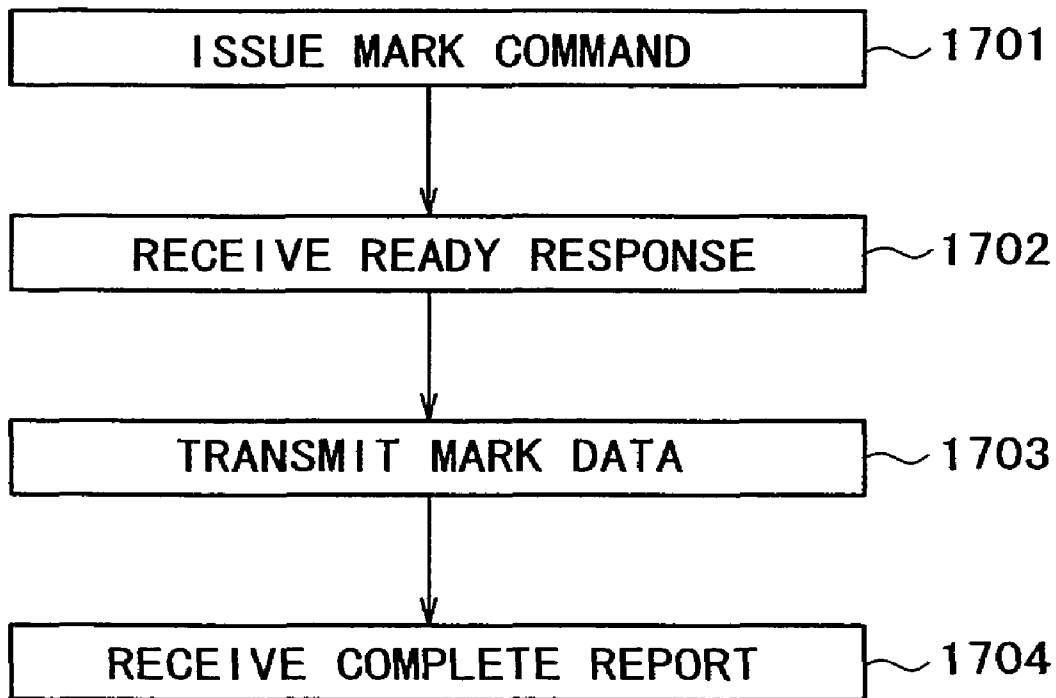 ISSUE MARK COMMAND 1701
RECEIVE READY RESPONSE 1702
TRANSMIT MARK DATA 1703
RECEIVE COMPLETE REPORT 1704